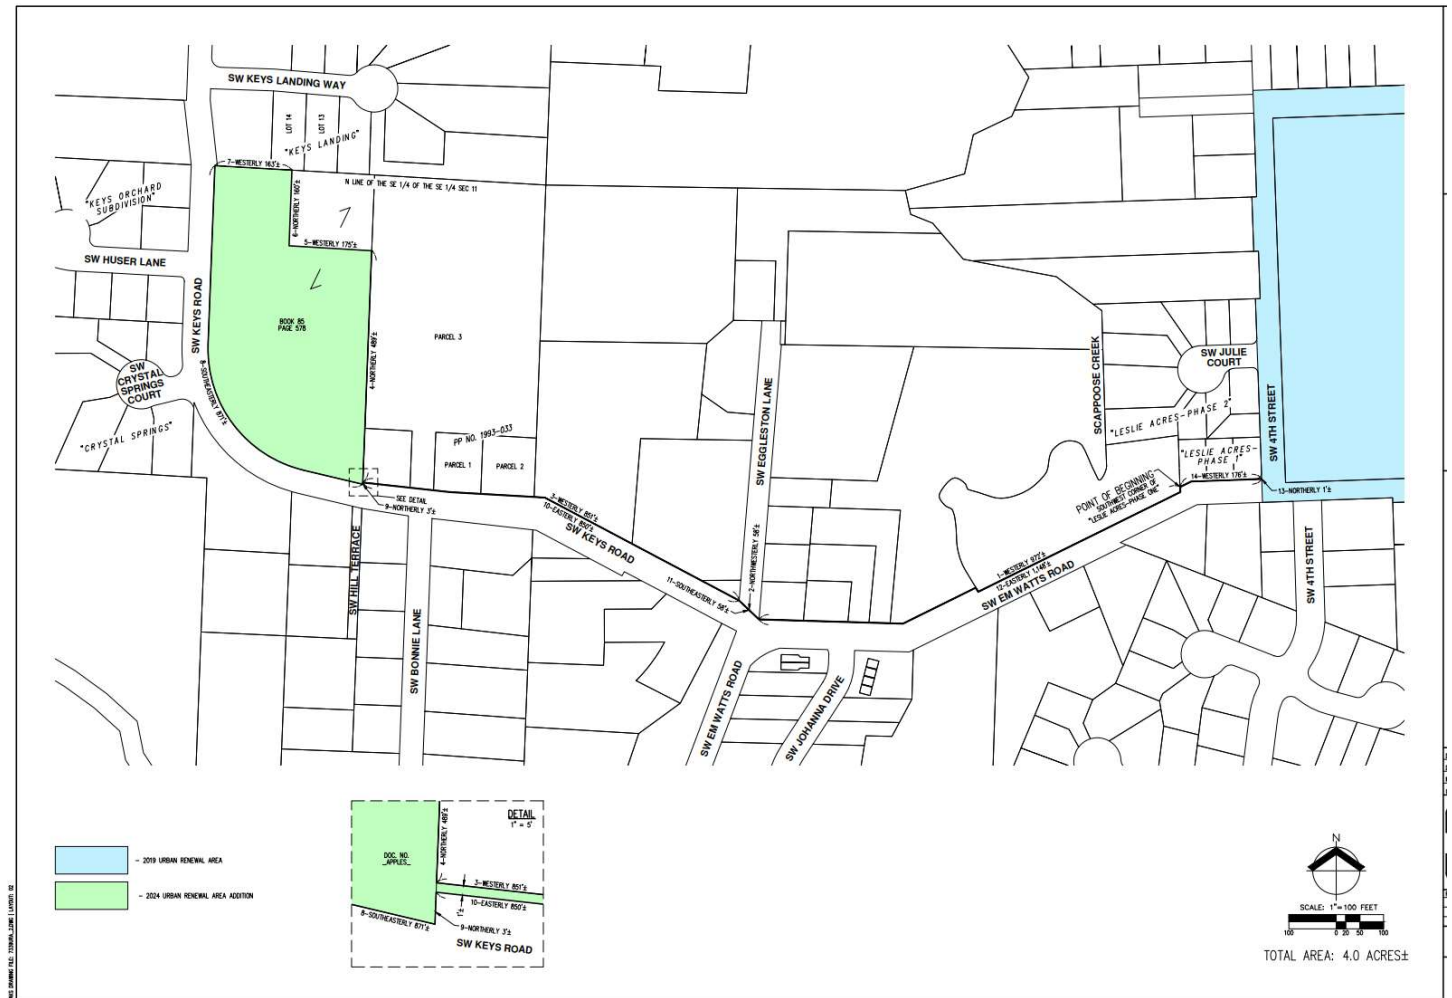 SW KEYS LANDING WAY
LOT 14
LOT 13
"KEYS LANDING"
7-WESTERLY 163'±
N LINE OF THE SE 1/4 OF THE SE 1/4 SEC 11
"KEYS ORCHARD
SUBDIVISION"
6-NORTHERLY 160'±
5-WESTERLY 175'±
SW HUSER LANE
SW KEYS ROAD
BOOK 85
PAGE 578
PARCEL 3
4-NORTHERLY 489'±
SW
CRYSTAL
SPRINGS
COURT
8-SOUTHEASTERLY 871'±
"CRYSTAL SPRINGS"
PP NO. 1993-033
PARCEL 1
PARCEL 2
SEE DETAIL
9-NORTHERLY 3'±
3-WESTERLY 851'±
10-EASTERLY 850'±
SW KEYS ROAD
SW EGGLESTON LANE
2-NORTHWESTERLY 58'±
11-SOUTHEASTERLY 58'±
SCAPPOOSE CREEK
SW JULIE
COURT
"LESLIE ACRES-PHASE 2"
"LESLIE ACRES-
PHASE 1"
SW 4TH STREET
14-WESTERLY 176'±
13-NORTHERLY 1'±
POINT OF BEGINNING
SOUTHWEST CORNER OF
"LESLIE ACRES-PHASE ONE"
1-WESTERLY 972'±
12-EASTERLY 1,148'±
SW EM WATTS ROAD
SW 4TH STREET
SW HILL TERRACE
SW BONNIE LANE
SW EM WATTS ROAD
SW JOHANNA DRIVE
- 2019 URBAN RENEWAL AREA
- 2024 URBAN RENEWAL AREA ADDITION
DETAIL
1" = 5'
DOC. NO.
_APPLES_
4-NORTHERLY 489'±
3-WESTERLY 851'±
10-EASTERLY 850'±
1'±
8-SOUTHEASTERLY 871'±
9-NORTHERLY 3'±
SW KEYS ROAD
N
SCALE: 1"=100 FEET
100 0 20 50 100
TOTAL AREA: 4.0 ACRES±